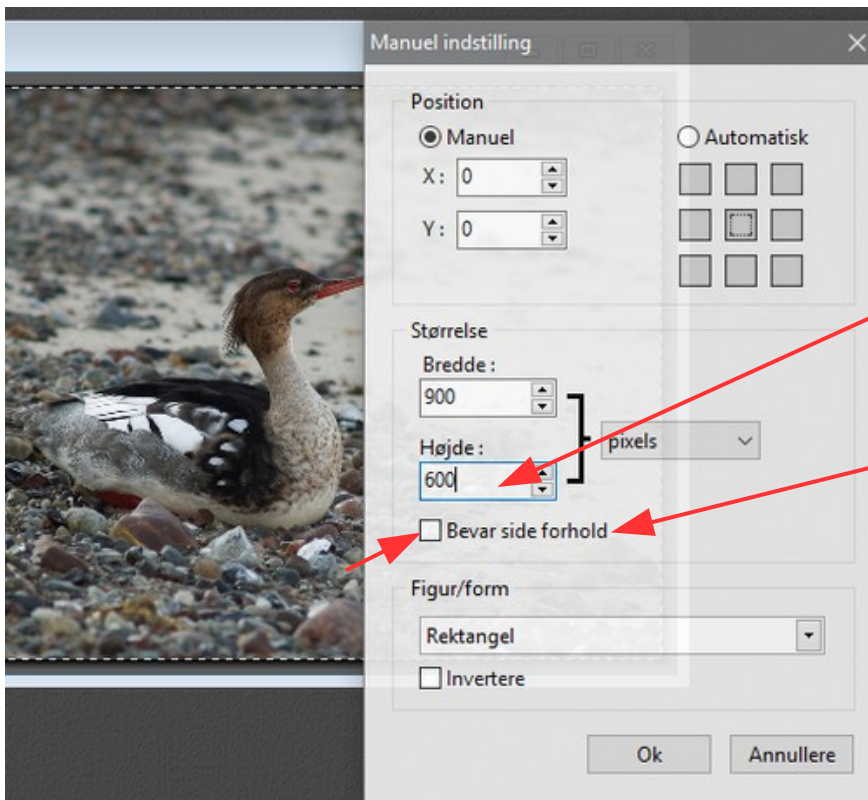 Manuel indstilling
Position
Manuel
Automatisk
X :
0
Y :
0
Størrelse
Bredde :
900
pixels
Højde :
600
Bevar side forhold
Figur/form
Rektangel
Invertere
Ok
Annullere